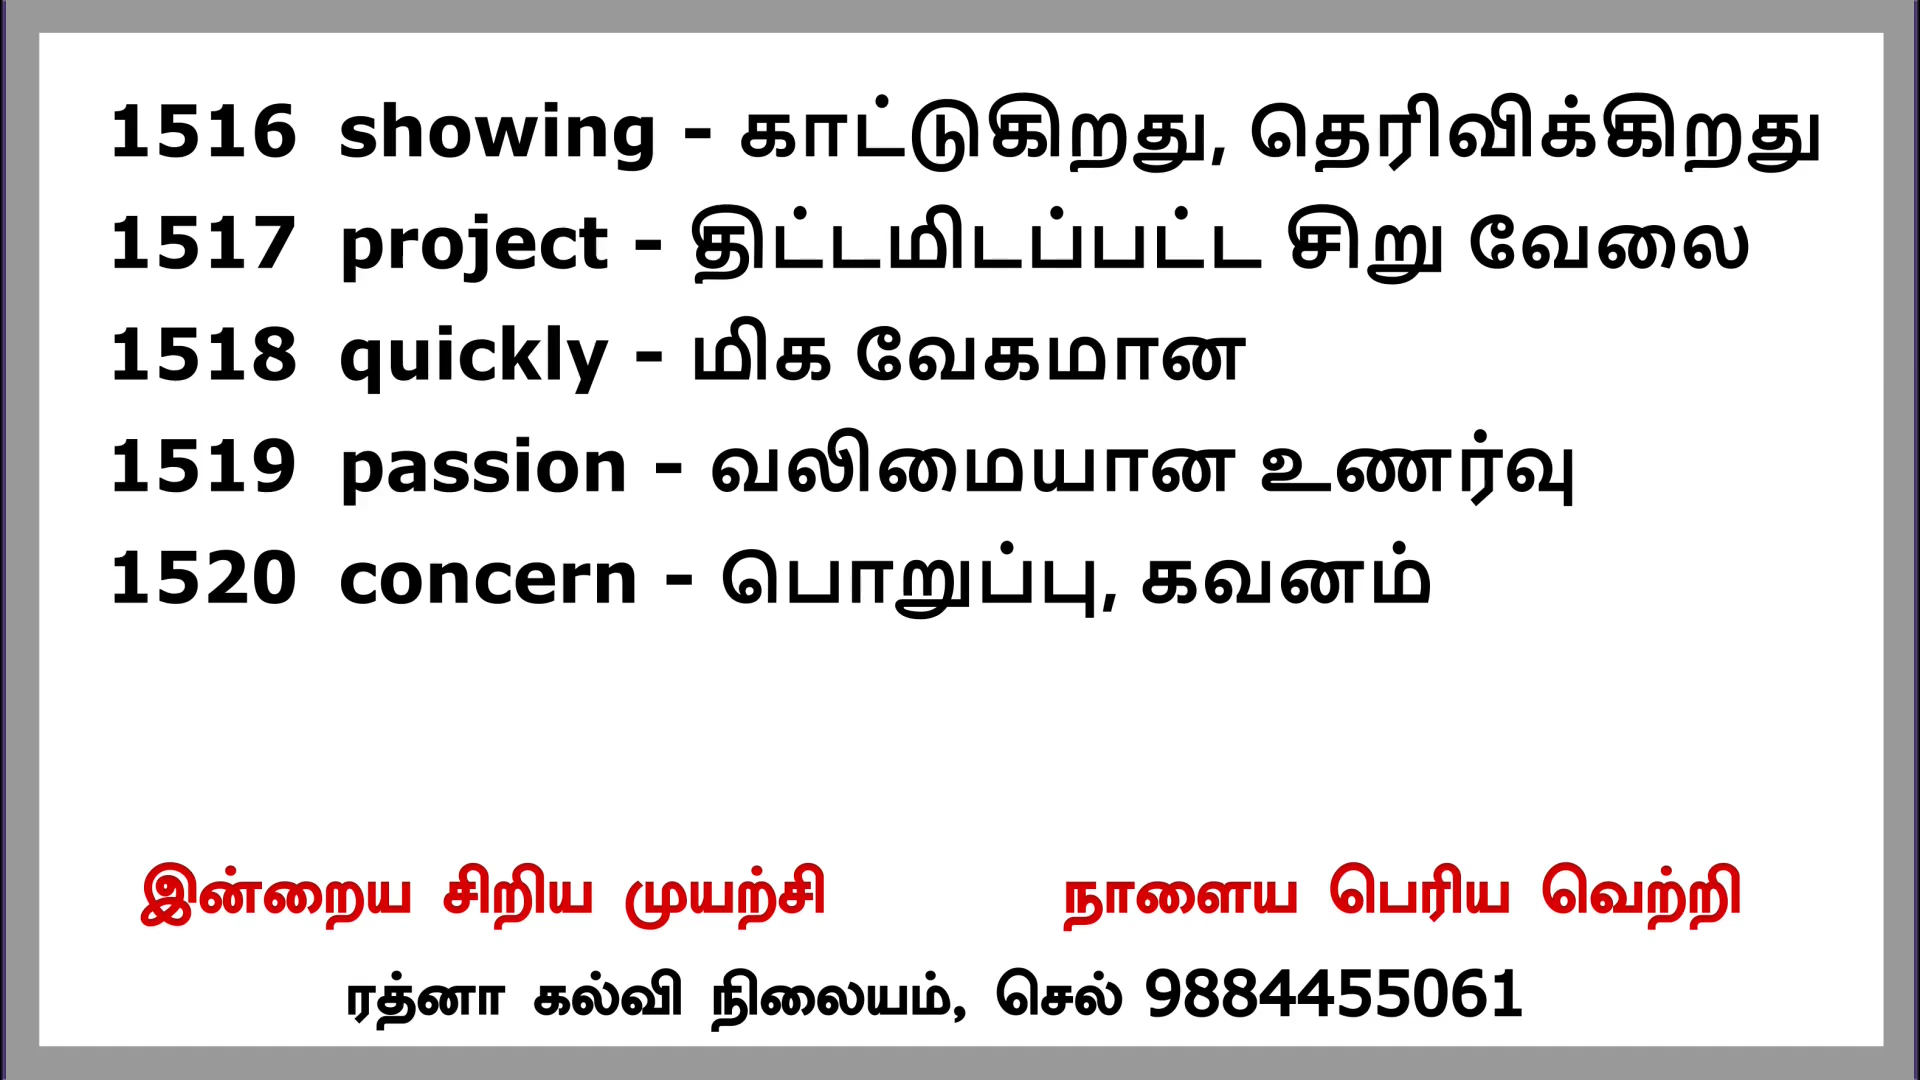 1516 showing - காட்டுகிறது, தெரிவிக்கிறது
1517 project - திட்டமிடப்பட்ட சிறு வேலை
1518 quickly - மிக வேகமான
1519 passion - வலிமையான உணர்வு
1520 concern - பொறுப்பு, கவனம்
இன்றைய சிறிய முயற்சி நாளைய பெரிய வெற்றி
ரத்னா கல்வி நிலையம், செல் 9884455061